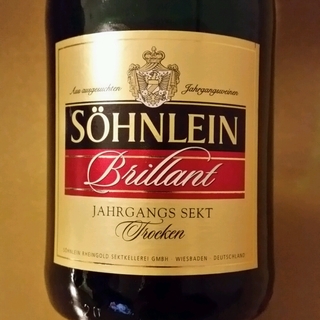 Aus ausgesuchten Jahrgangsweinen
SÖHNLEIN
Brillant
JAHRGANGS SEKT
Trocken
SÖHNLEIN RHEINGOLD SEKTKELLEREI GMBH · WIESBADEN · DEUTSCHLAND